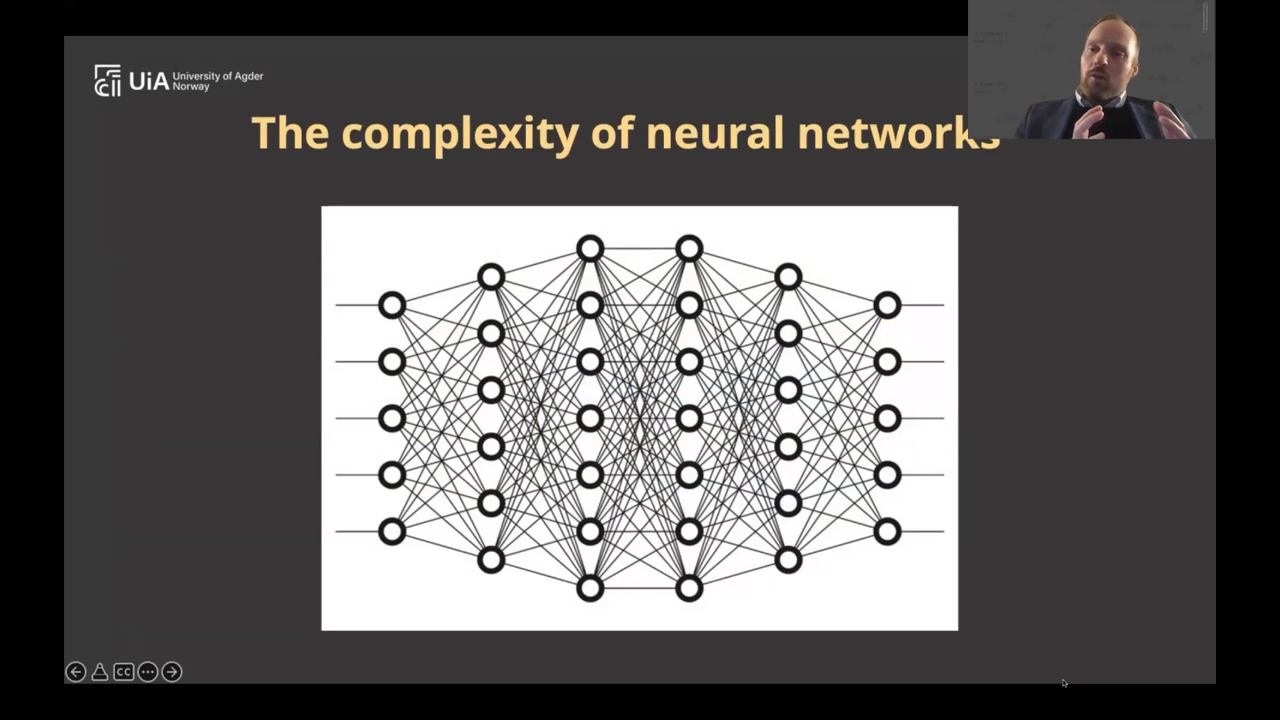 UiA University of Agder
Norway
The complexity of neural networks
CC